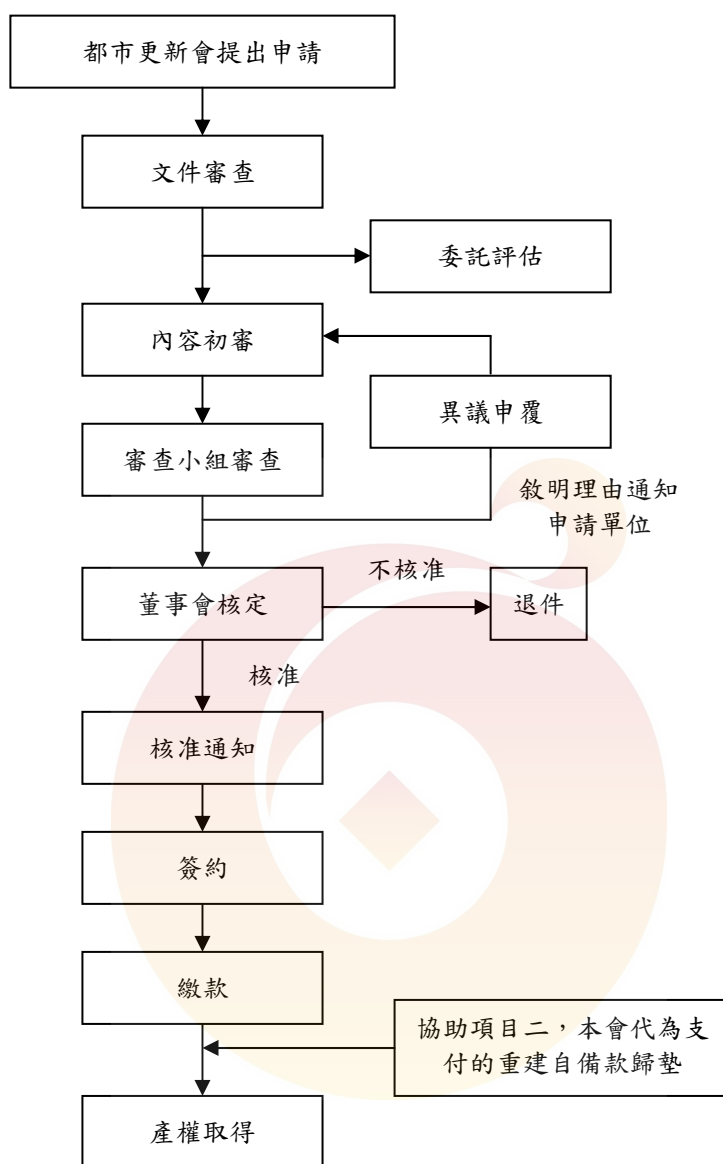 都市更新會提出申請
文件審查
委託評估
內容初審
異議申覆
審查小組審查
敘明理由通知
申請單位
董事會核定
不核准
退件
核准
核准通知
簽約
繳款
協助項目二，本會代為支
付的重建自備款歸墊
產權取得